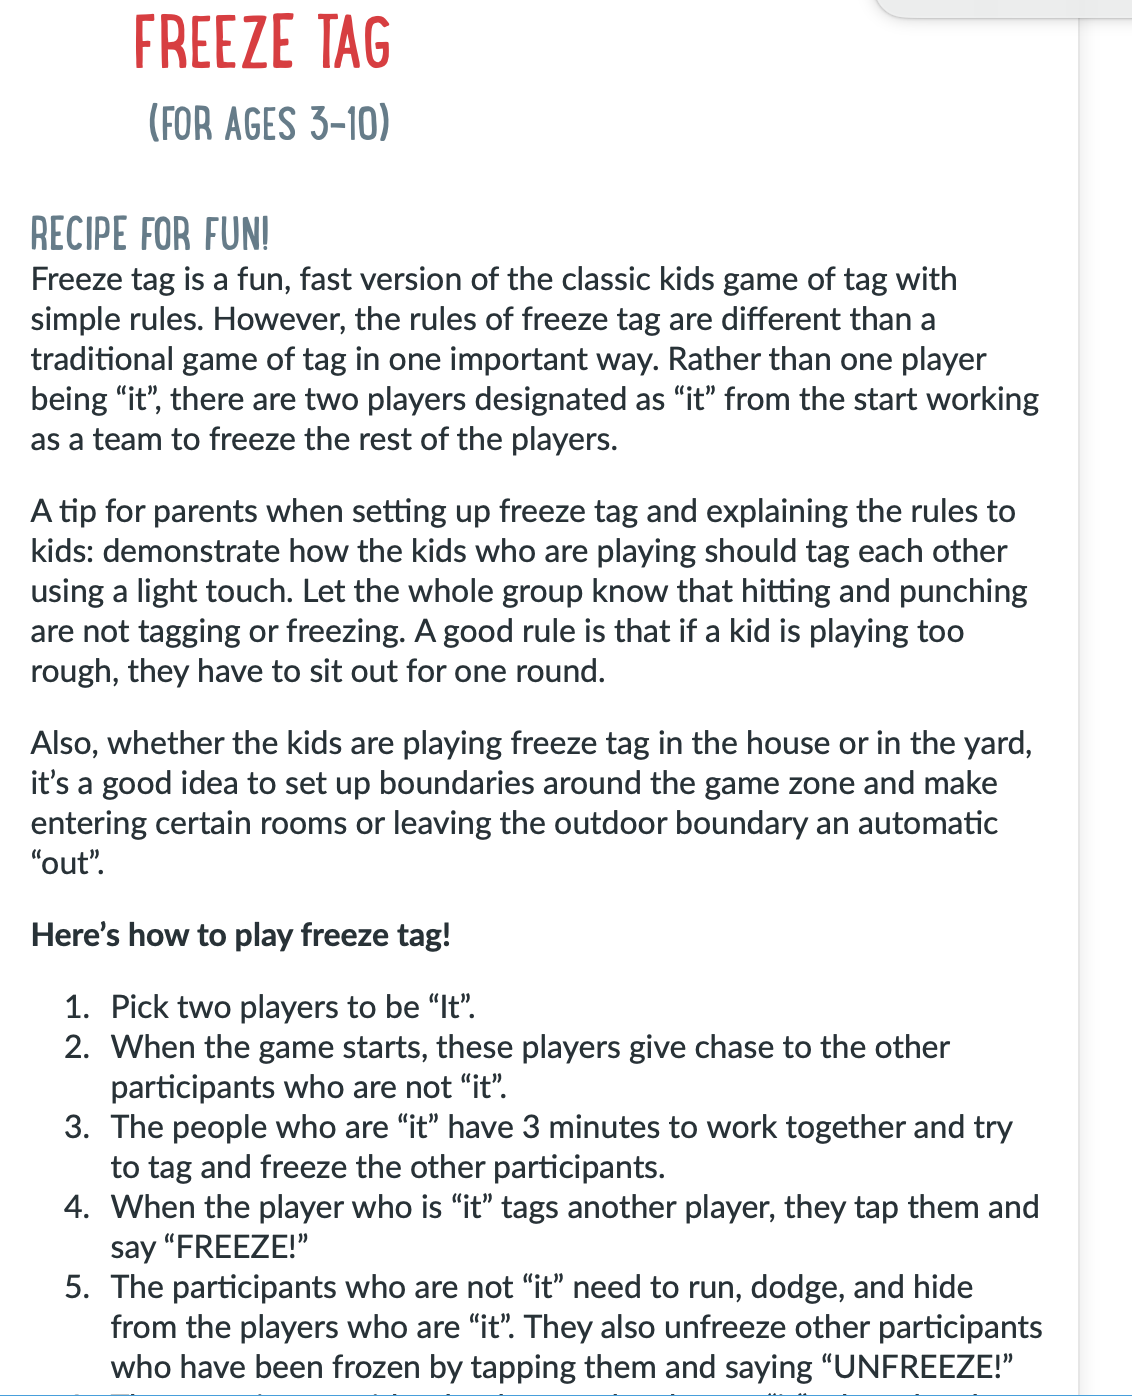 FREEZE TAG
(FOR AGES 3-10)
RECIPE FOR FUN!
Freeze tag is a fun, fast version of the classic kids game of tag with
simple rules. However, the rules of freeze tag are different than a
traditional game of tag in one important way. Rather than one player
being “it”, there are two players designated as “it” from the start working
as a team to freeze the rest of the players.
A tip for parents when setting up freeze tag and explaining the rules to
kids: demonstrate how the kids who are playing should tag each other
using a light touch. Let the whole group know that hitting and punching
are not tagging or freezing. A good rule is that if a kid is playing too
rough, they have to sit out for one round.
Also, whether the kids are playing freeze tag in the house or in the yard,
it’s a good idea to set up boundaries around the game zone and make
entering certain rooms or leaving the outdoor boundary an automatic
“out”.
Here’s how to play freeze tag!
1. Pick two players to be “It”.
2. When the game starts, these players give chase to the other
participants who are not “it”.
3. The people who are “it” have 3 minutes to work together and try
to tag and freeze the other participants.
4. When the player who is “it” tags another player, they tap them and
say “FREEZE!”
5. The participants who are not “it” need to run, dodge, and hide
from the players who are “it”. They also unfreeze other participants
who have been frozen by tapping them and saying “UNFREEZE!”